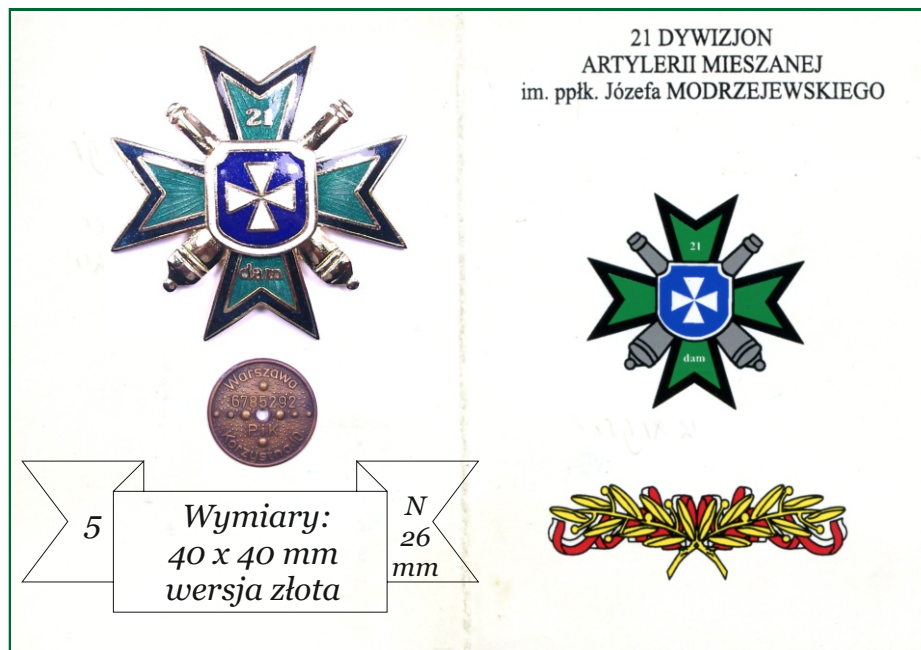 21 DYWIZJON
ARTYLERII MIESZANEJ
im. ppłk. Józefa MODRZEJEWSKIEGO
21
dam
21
dam
Warszawa
6785292
PiK
5
Wymiary:
40 x 40 mm
wersja złota
N
26
mm